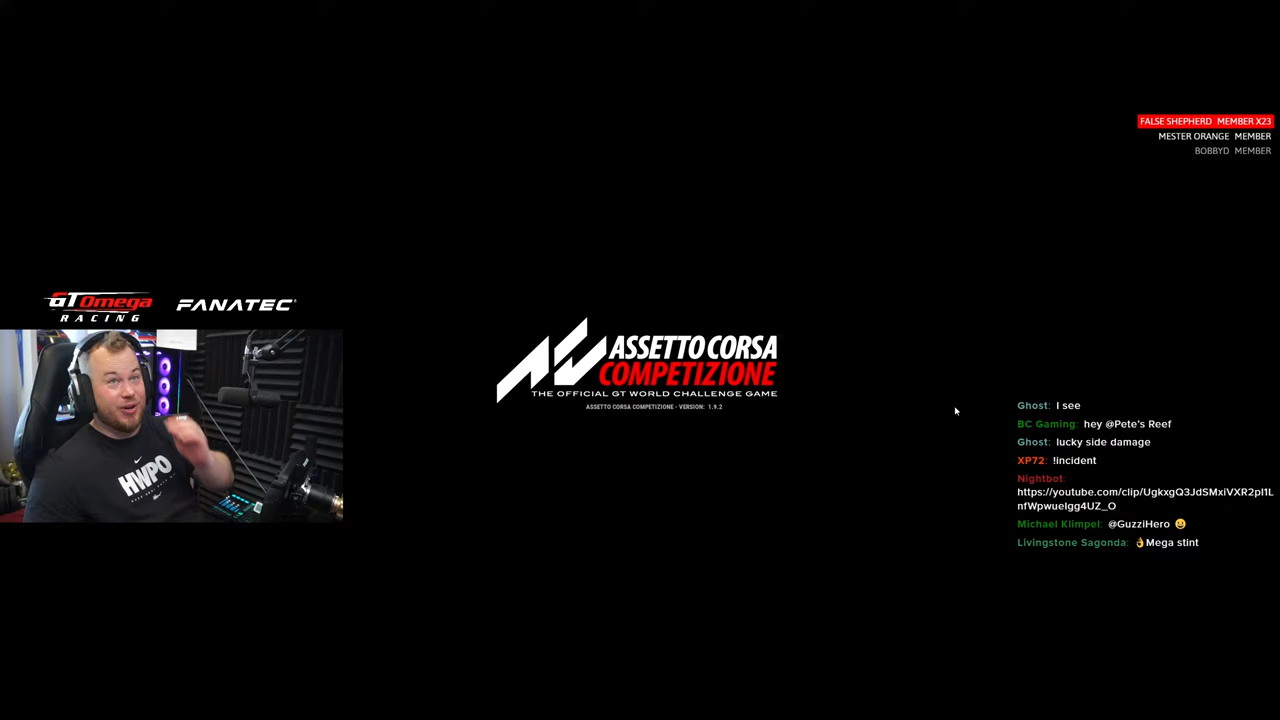 FALSE SHEPHERD MEMBER X23
MESTER ORANGE MEMBER
BOBBYD MEMBER
GT Omega
RACING
FANATEC
HWPO
ASSETTO CORSA
COMPETIZIONE
THE OFFICIAL GT WORLD CHALLENGE GAME
ASSETTO CORSA COMPETIZIONE - VERSION: 1.9.2
Ghost: I see
BC Gaming: hey @Pete's Reef
Ghost: lucky side damage
XP72: !incident
Nightbot:
https://youtube.com/clip/UgkxgQ3JdSMxiVXR2pI1L
nfWpwueIgg4UZ_O
Michael Klimpel: @GuzziHero 😀
Livingstone Sagonda: 👌Mega stint